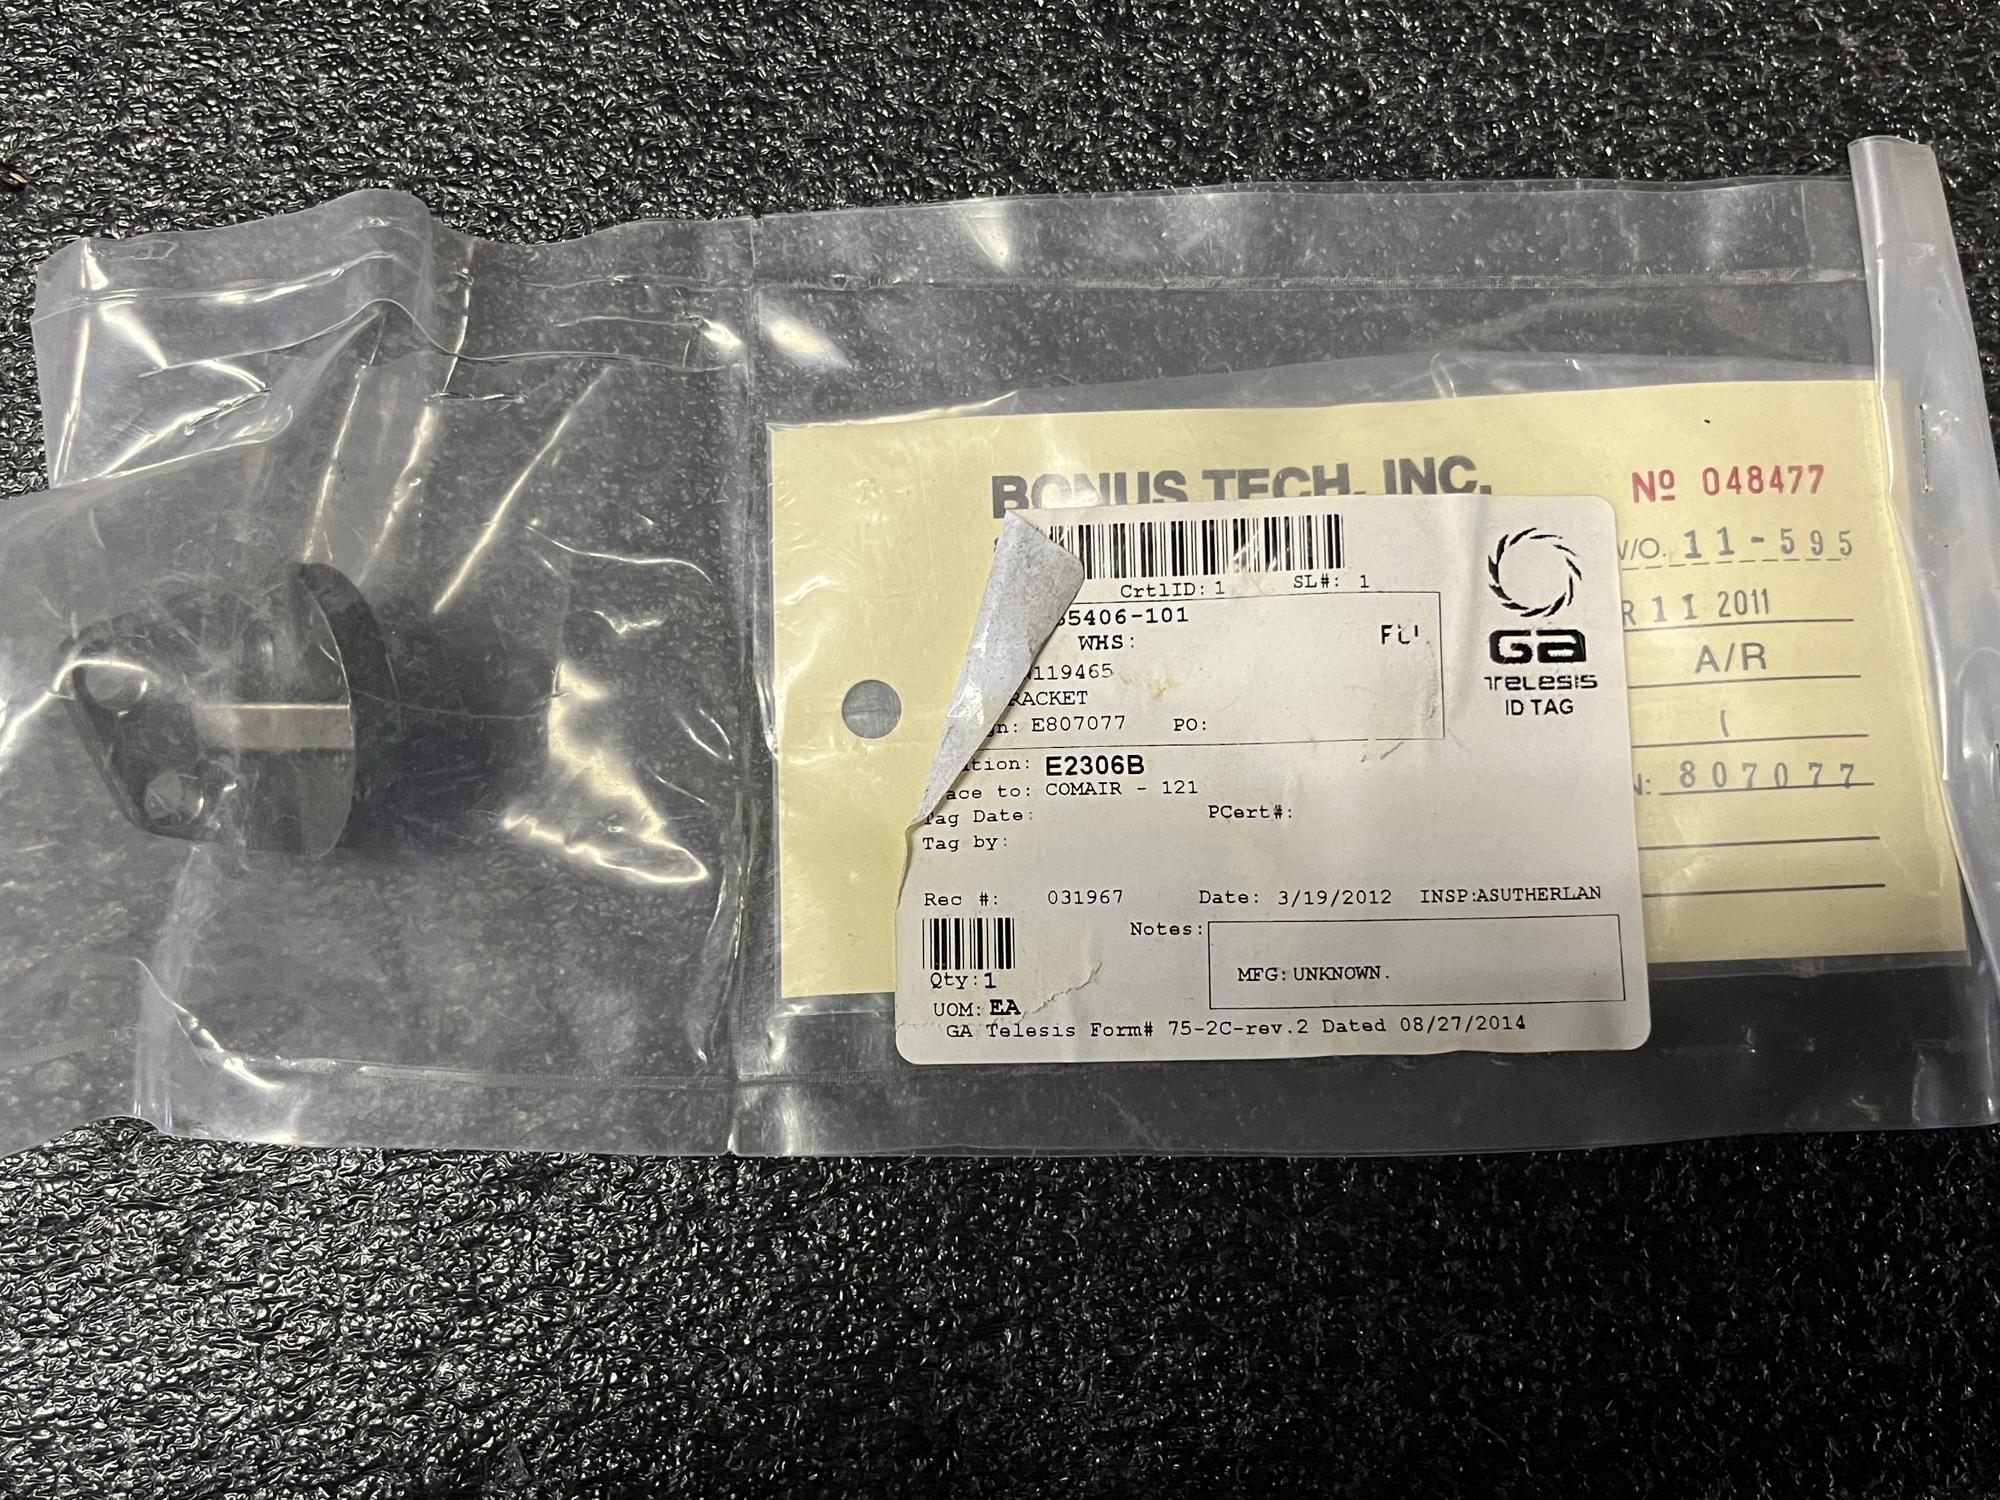 BONUS TECH, INC.
Nº 048477
11-595
CrtlID: 1 SL#: 1
5406-101
WHS:
119465
RACKET
E807077 PO:
E2306B
to: COMAIR - 121
Tag Date: PCert#:
Tag by:
Rec #: 031967 Date: 3/19/2012 INSP:ASUTHERLAN
Notes:
MFG: UNKNOWN.
Qty: 1
UOM: EA
GA Telesis Form# 75-2C-rev.2 Dated 08/27/2014
GA
TELESIS
ID TAG
R 11 2011
A/R
1
807077